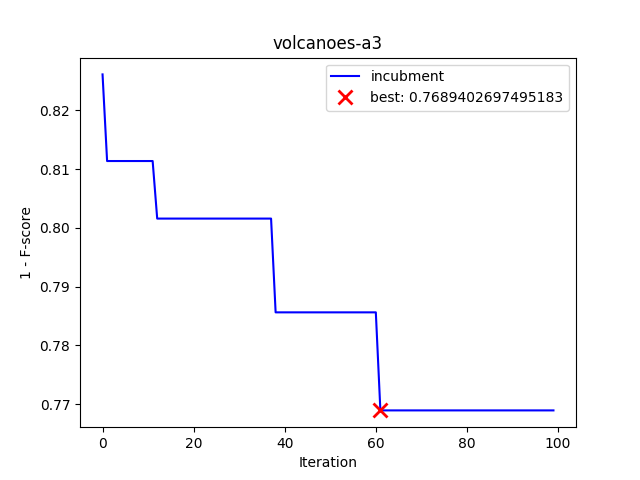 volcanoes-a3
incubment
best: 0.7689402697495183
0.82
0.81
0.80
0.79
0.78
0.77
1 - F-score
0 20 40 60 80 100
Iteration